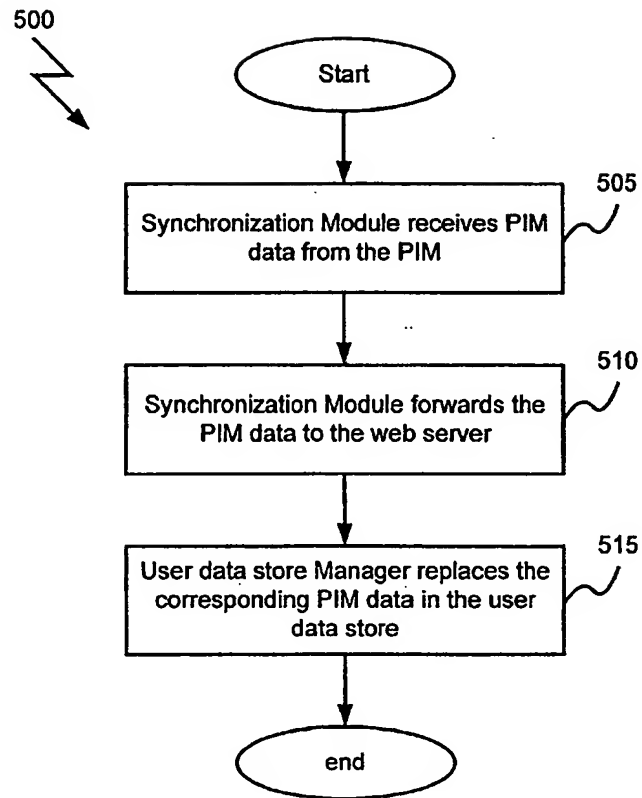 500
Start
505
Synchronization Module receives PIM
data from the PIM
510
Synchronization Module forwards the
PIM data to the web server
515
User data store Manager replaces the
corresponding PIM data in the user
data store
end